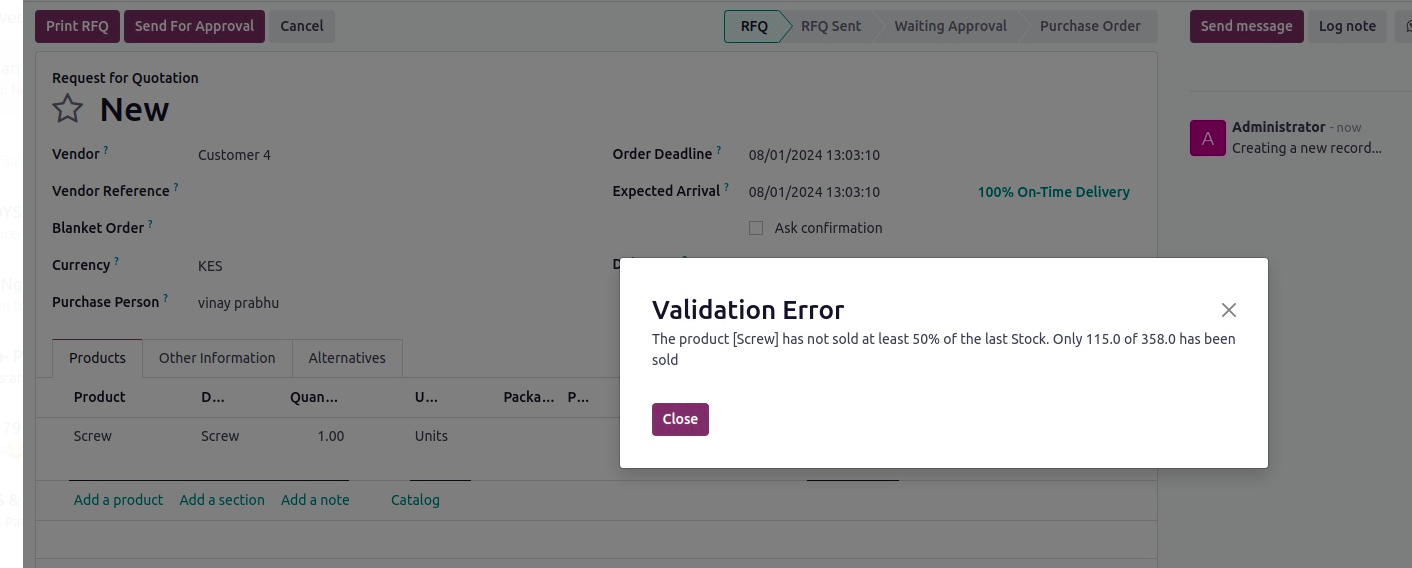 Print RFQ Send For Approval Cancel
RFQ RFQ Sent Waiting Approval Purchase Order
Send message Log note
Request for Quotation
New
Vendor ? Customer 4
Order Deadline ? 08/01/2024 13:03:10
Vendor Reference ?
Expected Arrival ? 08/01/2024 13:03:10 100% On-Time Delivery
Blanket Order ?
Ask confirmation
Currency ? KES
Purchase Person ? vinay prabhu
Administrator - now
A
Creating a new record...
Validation Error
The product [Screw] has not sold at least 50% of the last Stock. Only 115.0 of 358.0 has been
sold
Close
Products Other Information Alternatives
Product D... Quan... U... Packa... P...
Screw Screw 1.00 Units
Add a product Add a section Add a note Catalog